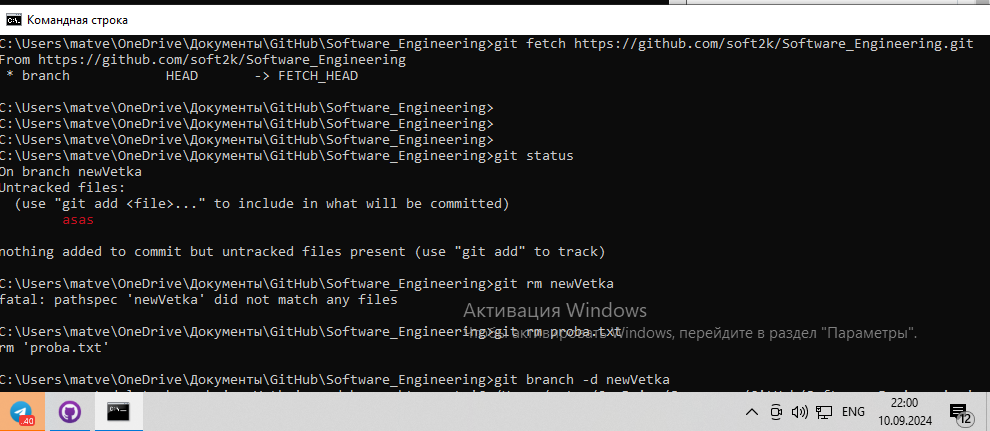 Командная строка
C:\Users\matve\OneDrive\Документы\GitHub\Software_Engineering>git fetch https://github.com/soft2k/Software_Engineering.git
From https://github.com/soft2k/Software_Engineering
 * branch            HEAD       -> FETCH_HEAD
C:\Users\matve\OneDrive\Документы\GitHub\Software_Engineering>
C:\Users\matve\OneDrive\Документы\GitHub\Software_Engineering>
C:\Users\matve\OneDrive\Документы\GitHub\Software_Engineering>
C:\Users\matve\OneDrive\Документы\GitHub\Software_Engineering>git status
On branch newVetka
Untracked files:
  (use "git add <file>..." to include in what will be committed)
        asas
nothing added to commit but untracked files present (use "git add" to track)
C:\Users\matve\OneDrive\Документы\GitHub\Software_Engineering>git rm newVetka
fatal: pathspec 'newVetka' did not match any files
Активация Windows
C:\Users\matve\OneDrive\Документы\GitHub\Software_Engineering>git rm proba.txt
Чтобы активировать Windows, перейдите в раздел "Параметры".
rm 'proba.txt'
C:\Users\matve\OneDrive\Документы\GitHub\Software_Engineering>git branch -d newVetka
.40
ENG
22:00
10.09.2024
12